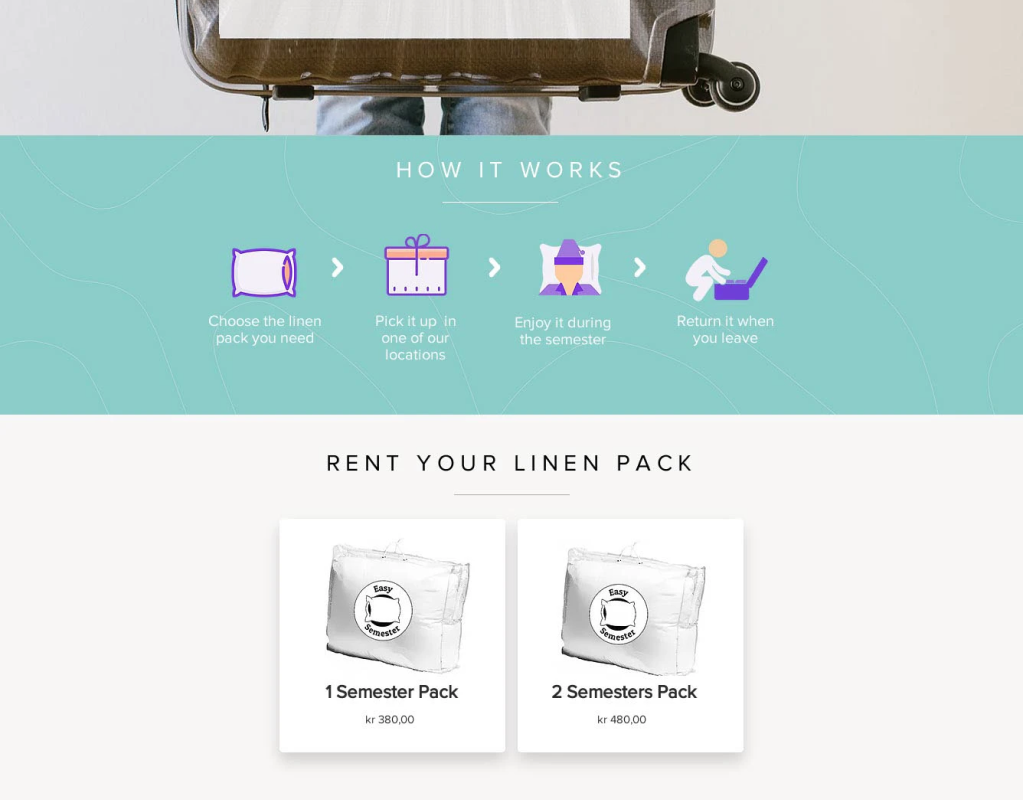 HOW IT WORKS
Choose the linen
pack you need
Pick it up in
one of our
locations
Enjoy it during
the semester
Return it when
you leave
RENT YOUR LINEN PACK
Easy
Semester
1 Semester Pack
kr 380,00
Easy
Semester
2 Semesters Pack
kr 480,00